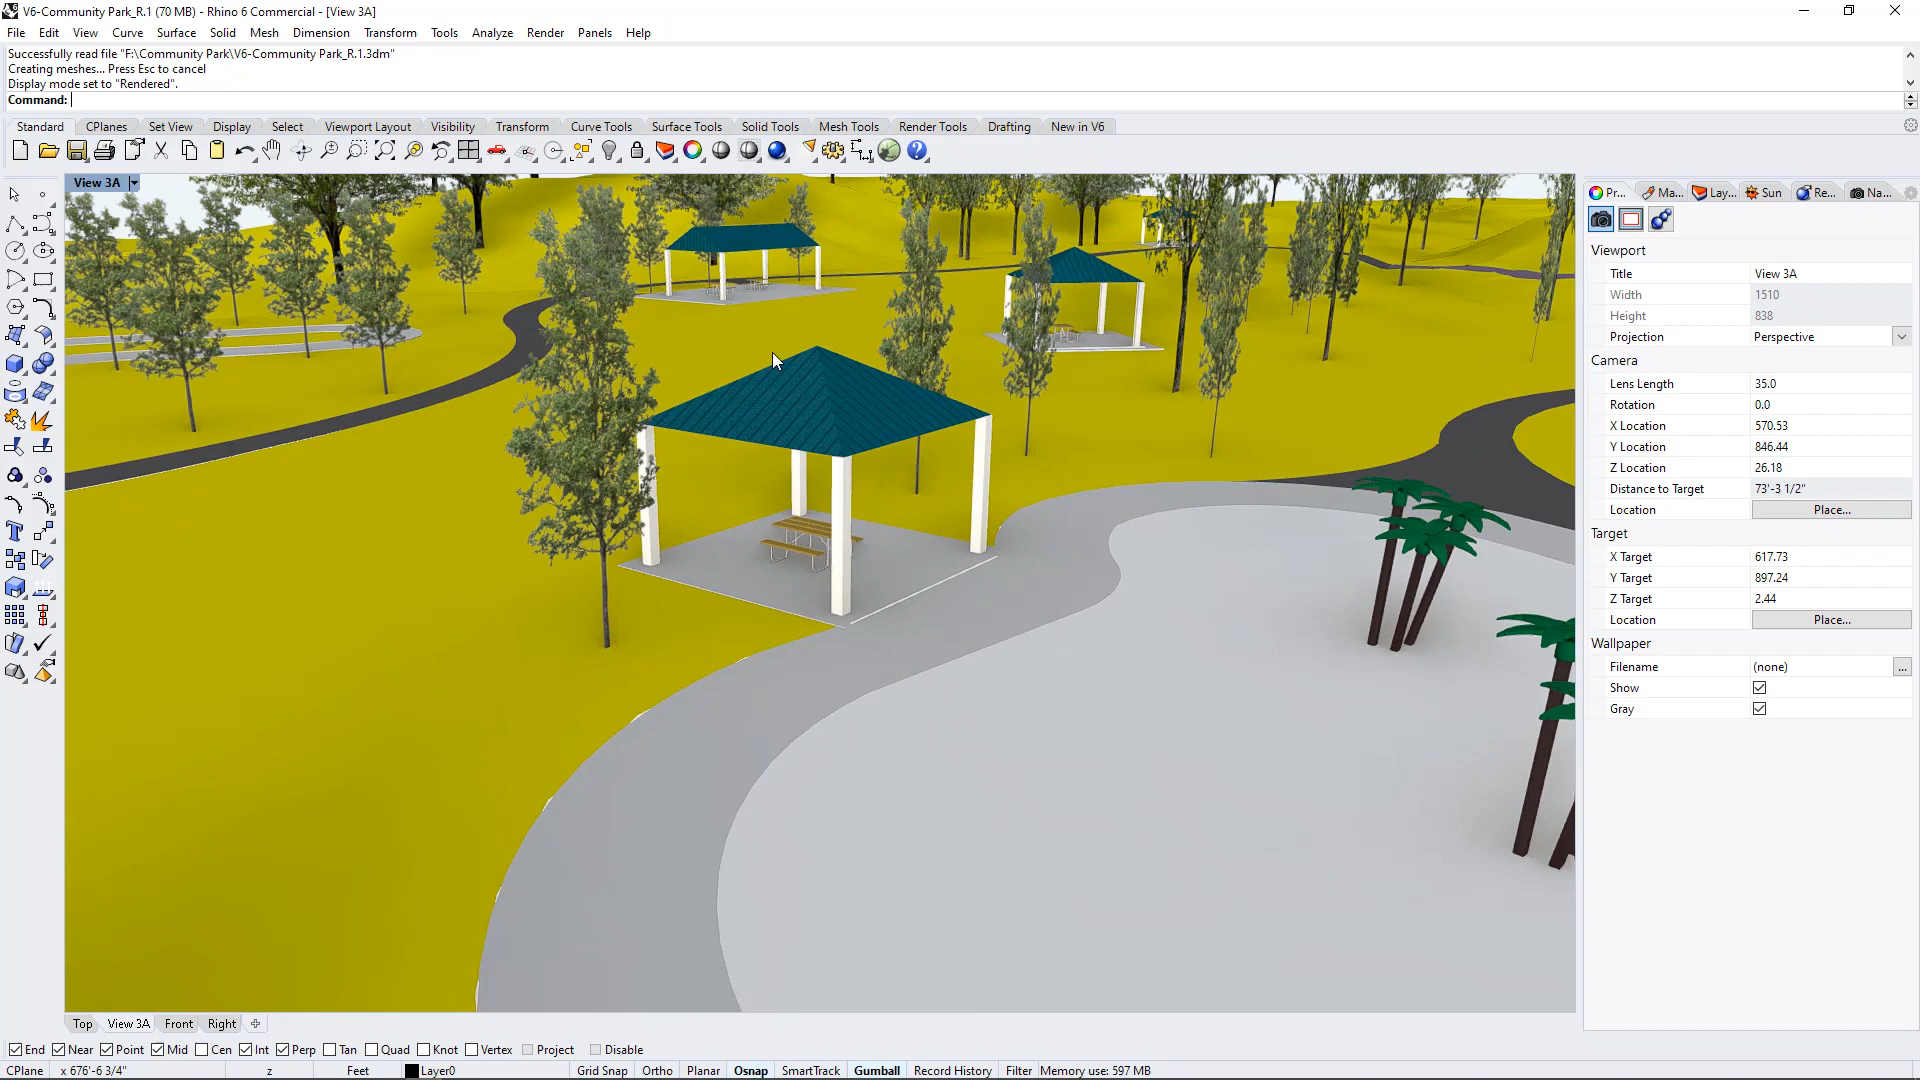 V6-Community Park_R.1 (70 MB) - Rhino 6 Commercial - [View 3A]
File Edit View Curve Surface Solid Mesh Dimension Transform Tools Analyze Render Panels Help
Successfully read file "F:\Community Park\V6-Community Park_R.1.3dm"
Creating meshes... Press Esc to cancel
Display mode set to "Rendered".
Command:
Standard CPlanes Set View Display Select Viewport Layout Visibility Transform Curve Tools Surface Tools Solid Tools Mesh Tools Render Tools Drafting New in V6
View 3A
Pr... Ma... Lay... Sun Re... Na...
Viewport
Title View 3A
Width 1510
Height 838
Projection Perspective
Camera
Lens Length 35.0
Rotation 0.0
X Location 570.53
Y Location 846.44
Z Location 26.18
Distance to Target 73'-3 1/2"
Location Place...
Target
X Target 617.73
Y Target 897.24
Z Target 2.44
Location Place...
Wallpaper
Filename (none) ...
Show
Gray
Top View 3A Front Right
End Near Point Mid Cen Int Perp Tan Quad Knot Vertex Project Disable
CPlane x 676'-6 3/4" z Feet Layer0 Grid Snap Ortho Planar Osnap SmartTrack Gumball Record History Filter Memory use: 597 MB